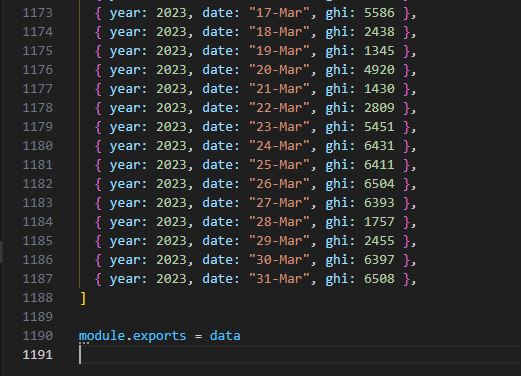 1173 { year: 2023, date: "17-Mar", ghi: 5586 },
1174 { year: 2023, date: "18-Mar", ghi: 2438 },
1175 { year: 2023, date: "19-Mar", ghi: 1345 },
1176 { year: 2023, date: "20-Mar", ghi: 4920 },
1177 { year: 2023, date: "21-Mar", ghi: 1430 },
1178 { year: 2023, date: "22-Mar", ghi: 2809 },
1179 { year: 2023, date: "23-Mar", ghi: 5451 },
1180 { year: 2023, date: "24-Mar", ghi: 6431 },
1181 { year: 2023, date: "25-Mar", ghi: 6411 },
1182 { year: 2023, date: "26-Mar", ghi: 6504 },
1183 { year: 2023, date: "27-Mar", ghi: 6393 },
1184 { year: 2023, date: "28-Mar", ghi: 1757 },
1185 { year: 2023, date: "29-Mar", ghi: 2455 },
1186 { year: 2023, date: "30-Mar", ghi: 6397 },
1187 { year: 2023, date: "31-Mar", ghi: 6508 },
1188 ]
1189
1190 module.exports = data
1191